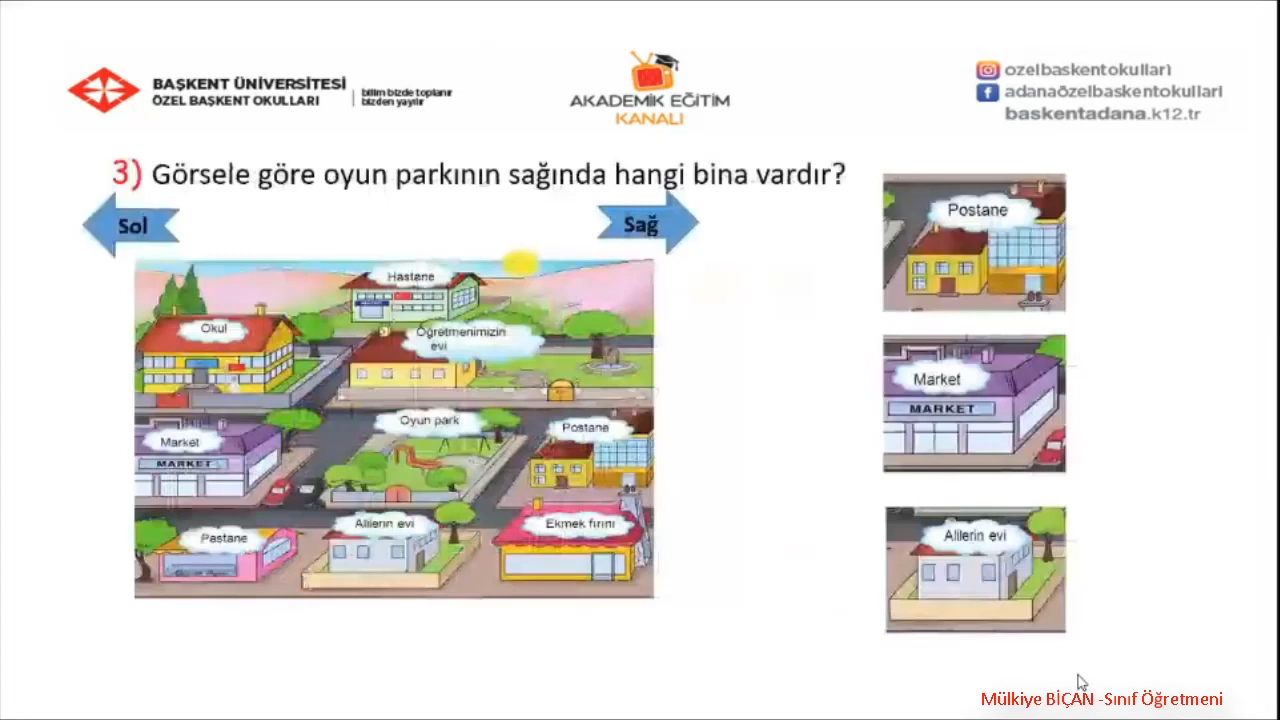 BAŞKENT ÜNİVERSİTESİ
ÖZEL BAŞKENT OKULLARI
bilim bizde toplanır
bizden yayılır
AKADEMİK EĞİTİM
KANALI
ozelbaskentokullari
adanaözelbaskentokullari
baskentadana.k12.tr
3) Görsele göre oyun parkının sağında hangi bina vardır?
Sol
Sağ
Hastane
Okul
Öğretmenimizin
evi
Oyun park
Postane
Market
MARKET
Pastane
Alilerin evi
Ekmek fırını
Postane
Market
MARKET
Alilerin evi
Mülkiye BİÇAN -Sınıf Öğretmeni